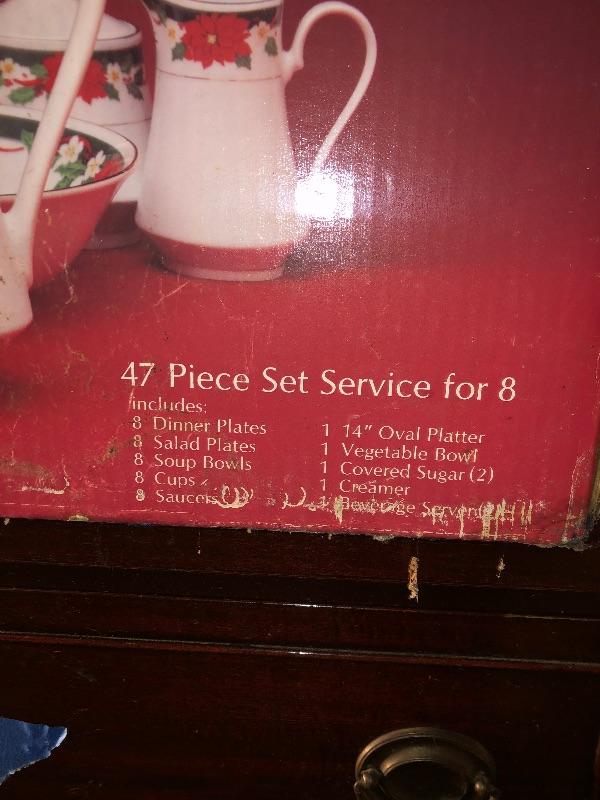 47 Piece Set Service for 8
includes:
8 Dinner Plates
8 Salad Plates
8 Soup Bowls
8 Cups
8 Saucers
1 14" Oval Platter
1 Vegetable Bowl
1 Covered Sugar (2)
1 Creamer
1 Beverage Server